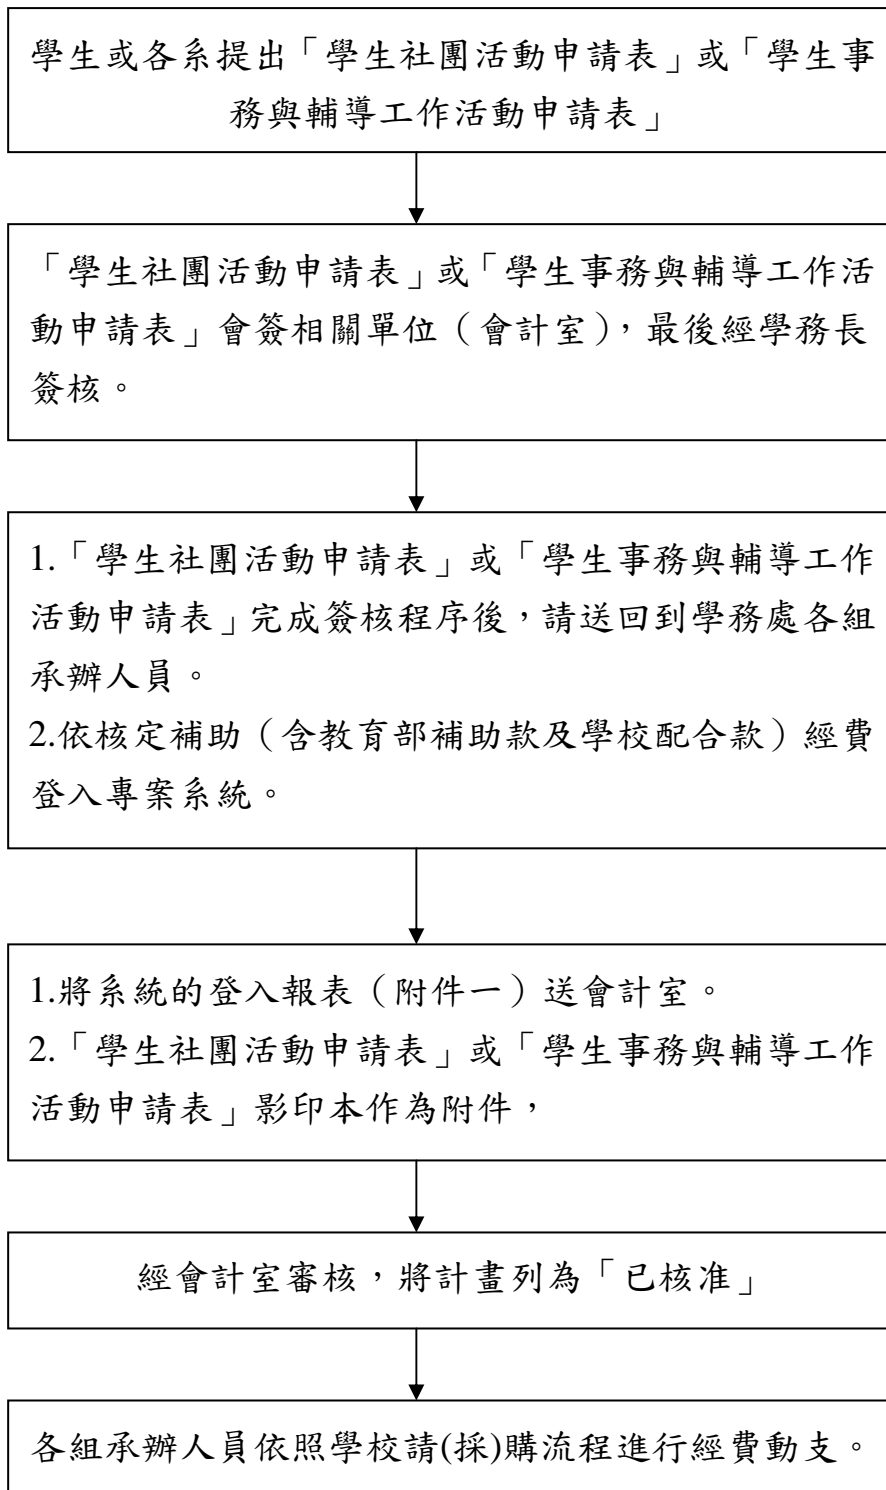 學生或各系提出「學生社團活動申請表」或「學生事
務與輔導工作活動申請表」
「學生社團活動申請表」或「學生事務與輔導工作活
動申請表」會簽相關單位（會計室），最後經學務長
簽核。
1.「學生社團活動申請表」或「學生事務與輔導工作
活動申請表」完成簽核程序後，請送回到學務處各組
承辦人員。
2.依核定補助（含教育部補助款及學校配合款）經費
登入專案系統。
1.將系統的登入報表（附件一）送會計室。
2.「學生社團活動申請表」或「學生事務與輔導工作
活動申請表」影印本作為附件，
經會計室審核，將計畫列為「已核准」
各組承辦人員依照學校請(採)購流程進行經費動支。